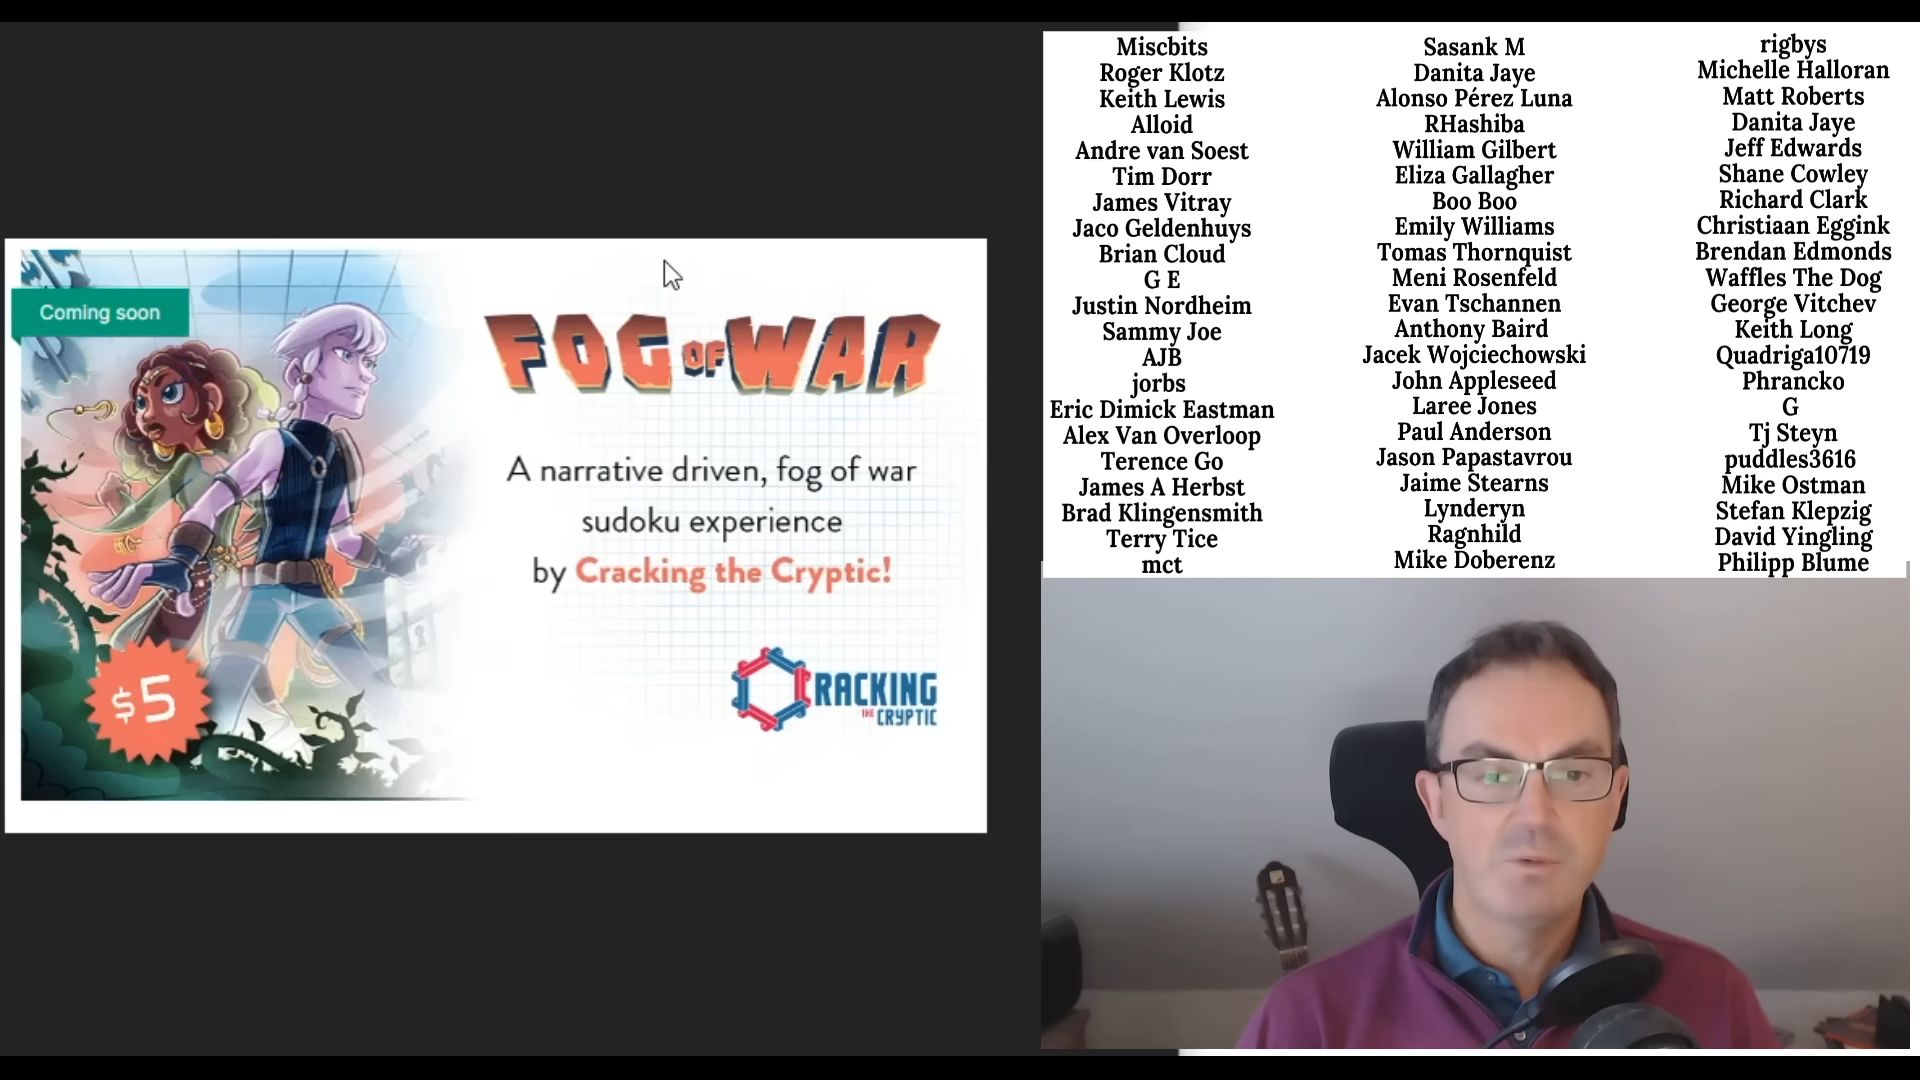 Coming soon
FOG OF WAR
A narrative driven, fog of war
sudoku experience
by Cracking the Cryptic!
$5
CRACKING
THE CRYPTIC
Miscbits
Roger Klotz
Keith Lewis
Alloid
Andre van Soest
Tim Dorr
James Vitray
Jaco Geldenhuys
Brian Cloud
G E
Justin Nordheim
Sammy Joe
AJB
jorbs
Eric Dimick Eastman
Alex Van Overloop
Terence Go
James A Herbst
Brad Klingensmith
Terry Tice
mct
Sasank M
Danita Jaye
Alonso Pérez Luna
RHashiba
William Gilbert
Eliza Gallagher
Boo Boo
Emily Williams
Tomas Thornquist
Meni Rosenfeld
Evan Tschannen
Anthony Baird
Jacek Wojciechowski
John Appleseed
Laree Jones
Paul Anderson
Jason Papastavrou
Jaime Stearns
Lynderyn
Ragnhild
Mike Doberenz
rigbys
Michelle Halloran
Matt Roberts
Danita Jaye
Jeff Edwards
Shane Cowley
Richard Clark
Christiaan Eggink
Brendan Edmonds
Waffles The Dog
George Vitchev
Keith Long
Quadriga10719
Phrancko
G
Tj Steyn
puddles3616
Mike Ostman
Stefan Klepzig
David Yingling
Philipp Blume